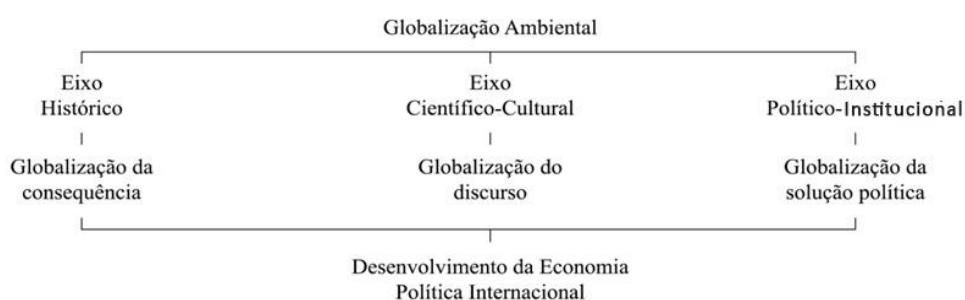 Globalização Ambiental
Eixo
Histórico
Eixo
Científico-Cultural
Eixo
Político-Institucional
Globalização da
consequência
Globalização do
discurso
Globalização da
solução política
Desenvolvimento da Economia
Política Internacional